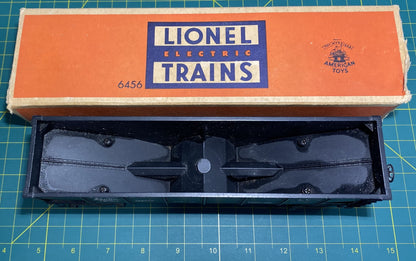 LIONEL
ELECTRIC
TRAINS
6456
AMERICAN
TOYS
4 5 6 7 8 9 10 11 12 13 14 15